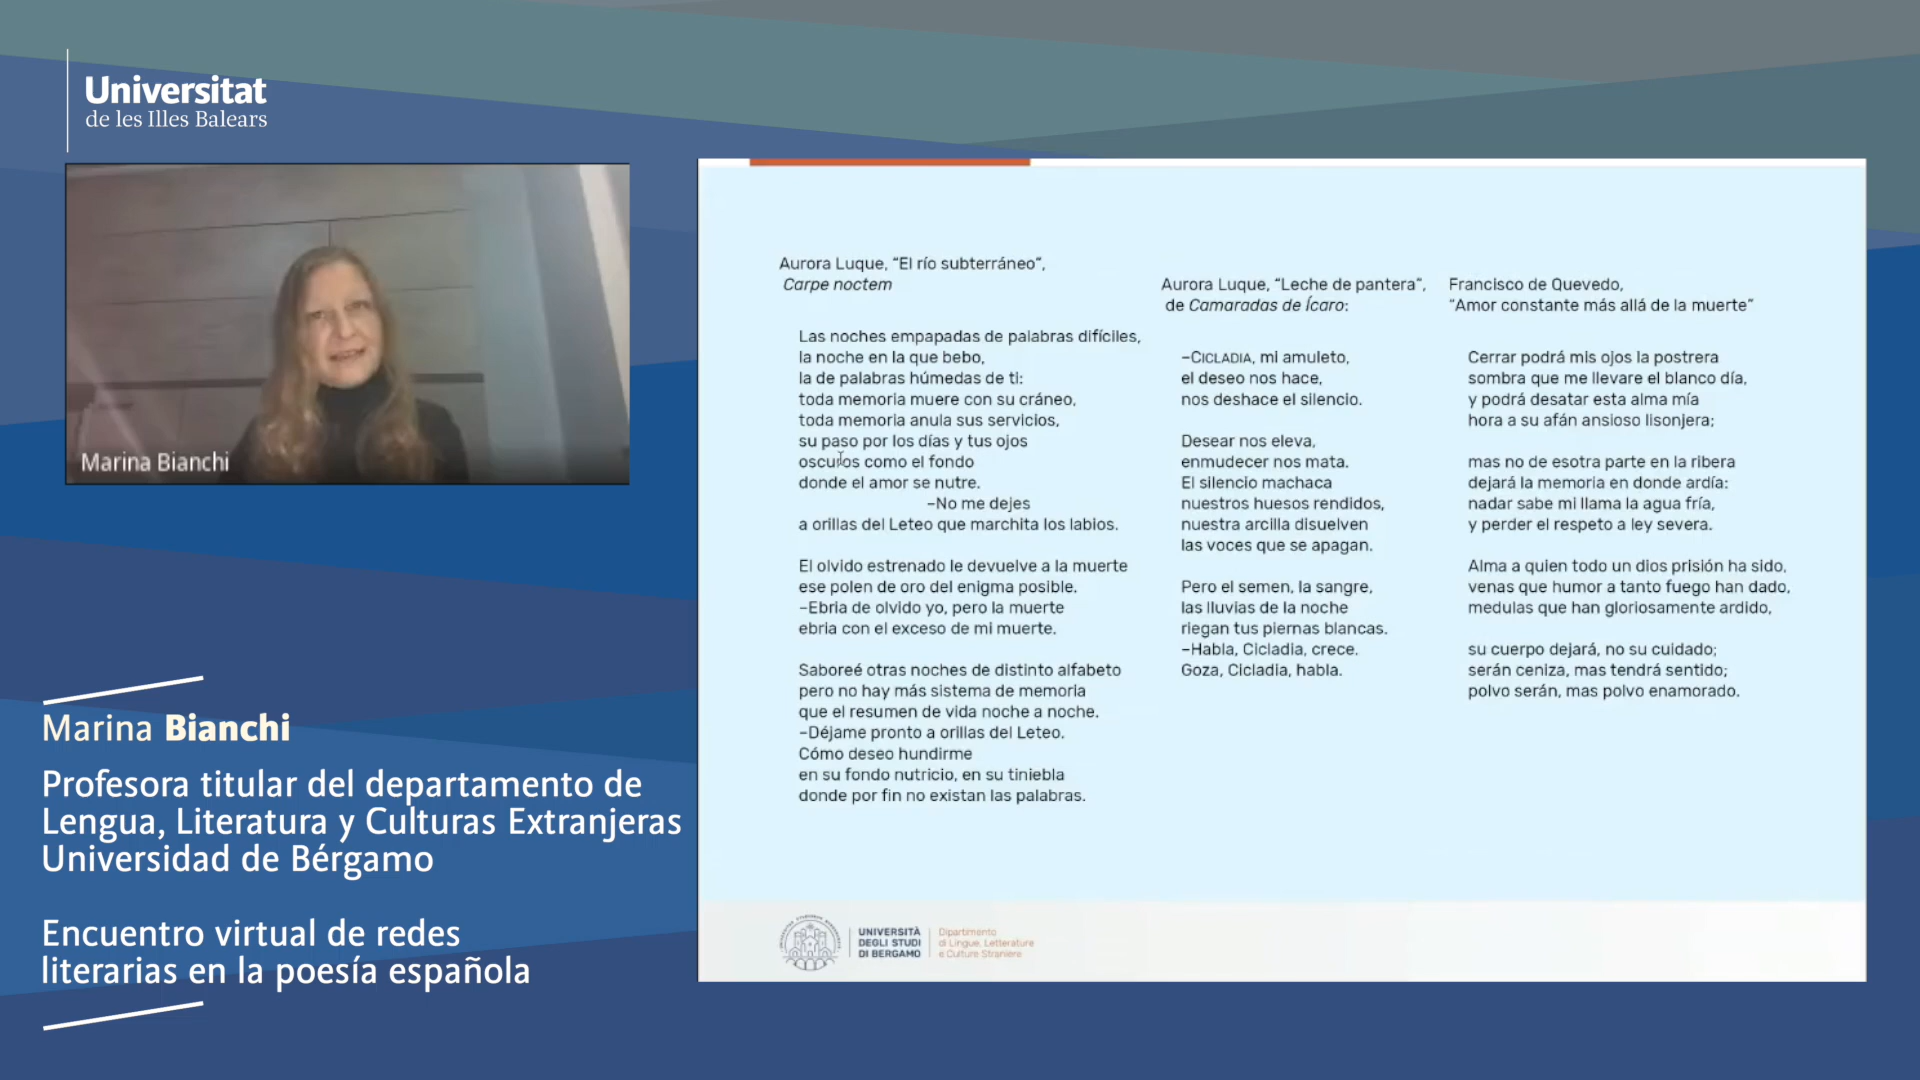 Universitat
de les Illes Balears
Marina Bianchi
Marina Bianchi
Profesora titular del departamento de
Lengua, Literatura y Culturas Extranjeras
Universidad de Bérgamo
Encuentro virtual de redes
literarias en la poesía española
Aurora Luque, “El río subterráneo”,
Carpe noctem
Las noches empapadas de palabras difíciles,
la noche en la que bebo,
la de palabras húmedas de ti:
toda memoria muere con su cráneo,
toda memoria anula sus servicios,
su paso por los días y tus ojos
oscuros como el fondo
donde el amor se nutre.
–No me dejes
a orillas del Leteo que marchita los labios.
El olvido estrenado le devuelve a la muerte
ese polen de oro del enigma posible.
–Ebria de olvido yo, pero la muerte
ebria con el exceso de mi muerte.
Saboreé otras noches de distinto alfabeto
pero no hay más sistema de memoria
que el resumen de vida noche a noche.
–Déjame pronto a orillas del Leteo.
Cómo deseo hundirme
en su fondo nutricio, en su tiniebla
donde por fin no existan las palabras.
Aurora Luque, “Leche de pantera”,
de Camaradas de Ícaro:
–CICLADIA, mi amuleto,
el deseo nos hace,
nos deshace el silencio.
Desear nos eleva,
enmudecer nos mata.
El silencio machaca
nuestros huesos rendidos,
nuestra arcilla disuelven
las voces que se apagan.
Pero el semen, la sangre,
las lluvias de la noche
riegan tus piernas blancas.
–Habla, Cicladia, crece.
Goza, Cicladia, habla.
Francisco de Quevedo,
“Amor constante más allá de la muerte”
Cerrar podrá mis ojos la postrera
sombra que me llevare el blanco día,
y podrá desatar esta alma mía
hora a su afán ansioso lisonjera;
mas no de esotra parte en la ribera
dejará la memoria en donde ardía:
nadar sabe mi llama la agua fría,
y perder el respeto a ley severa.
Alma a quien todo un dios prisión ha sido,
venas que humor a tanto fuego han dado,
medulas que han gloriosamente ardido,
su cuerpo dejará, no su cuidado;
serán ceniza, mas tendrá sentido;
polvo serán, mas polvo enamorado.
UNIVERSITÀ
DEGLI STUDI
DI BERGAMO
Dipartimento
di Lingue, Letterature
e Culture Straniere